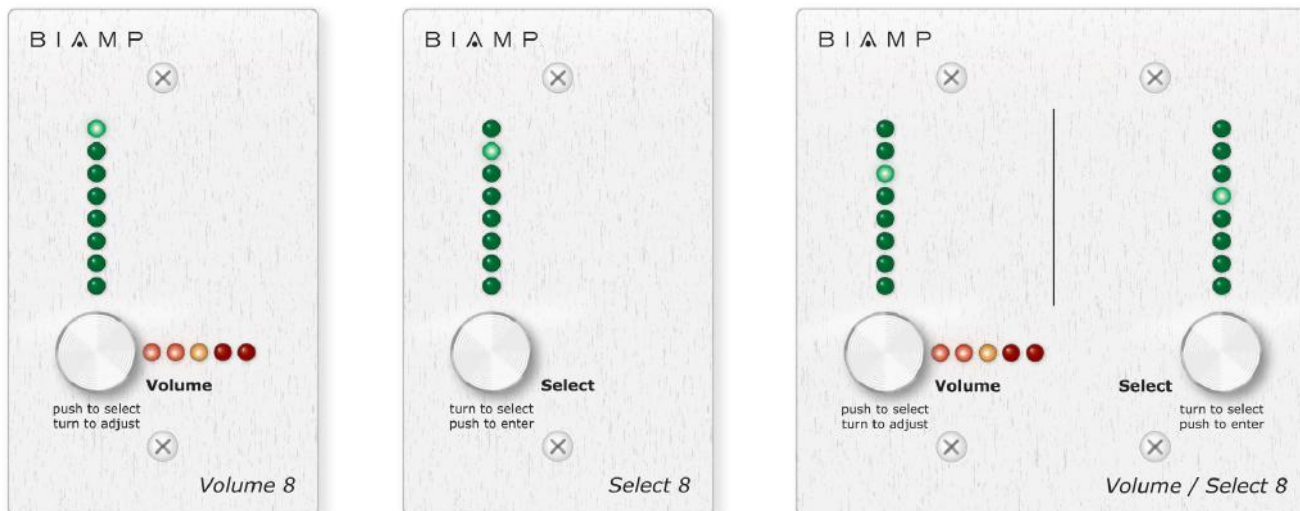 BIAMP
Volume
push to select
turn to adjust
Volume 8
BIAMP
Select
turn to select
push to enter
Select 8
BIAMP
Volume
push to select
turn to adjust
Select
turn to select
push to enter
Volume / Select 8